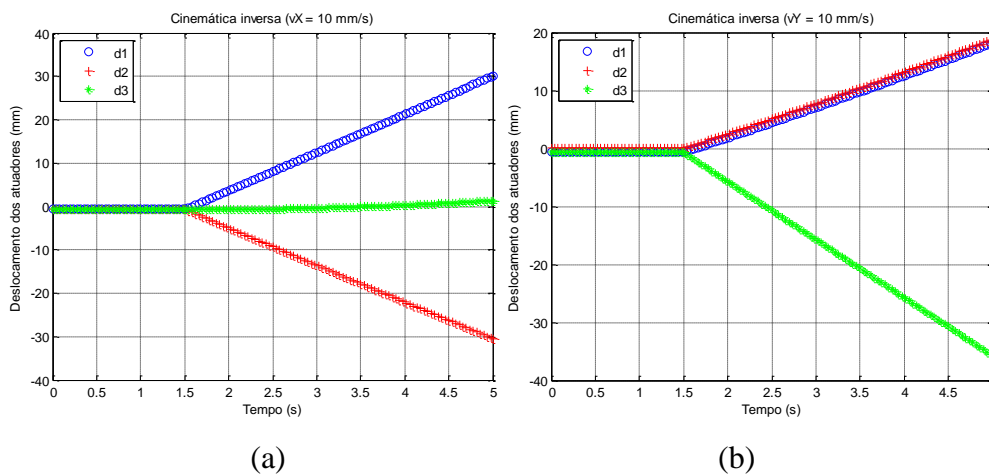 Cinemática inversa (vX = 10 mm/s)
Deslocamento dos atuadores (mm)
40
30
20
10
0
-10
-20
-30
-40
d1
d2
d3
0 0.5 1 1.5 2 2.5 3 3.5 4 4.5 5
Tempo (s)
(a)
Cinemática inversa (vY = 10 mm/s)
Deslocamento dos atuadores (mm)
20
10
0
-10
-20
-30
-40
d1
d2
d3
0 0.5 1 1.5 2 2.5 3 3.5 4 4.5
Tempo (s)
(b)